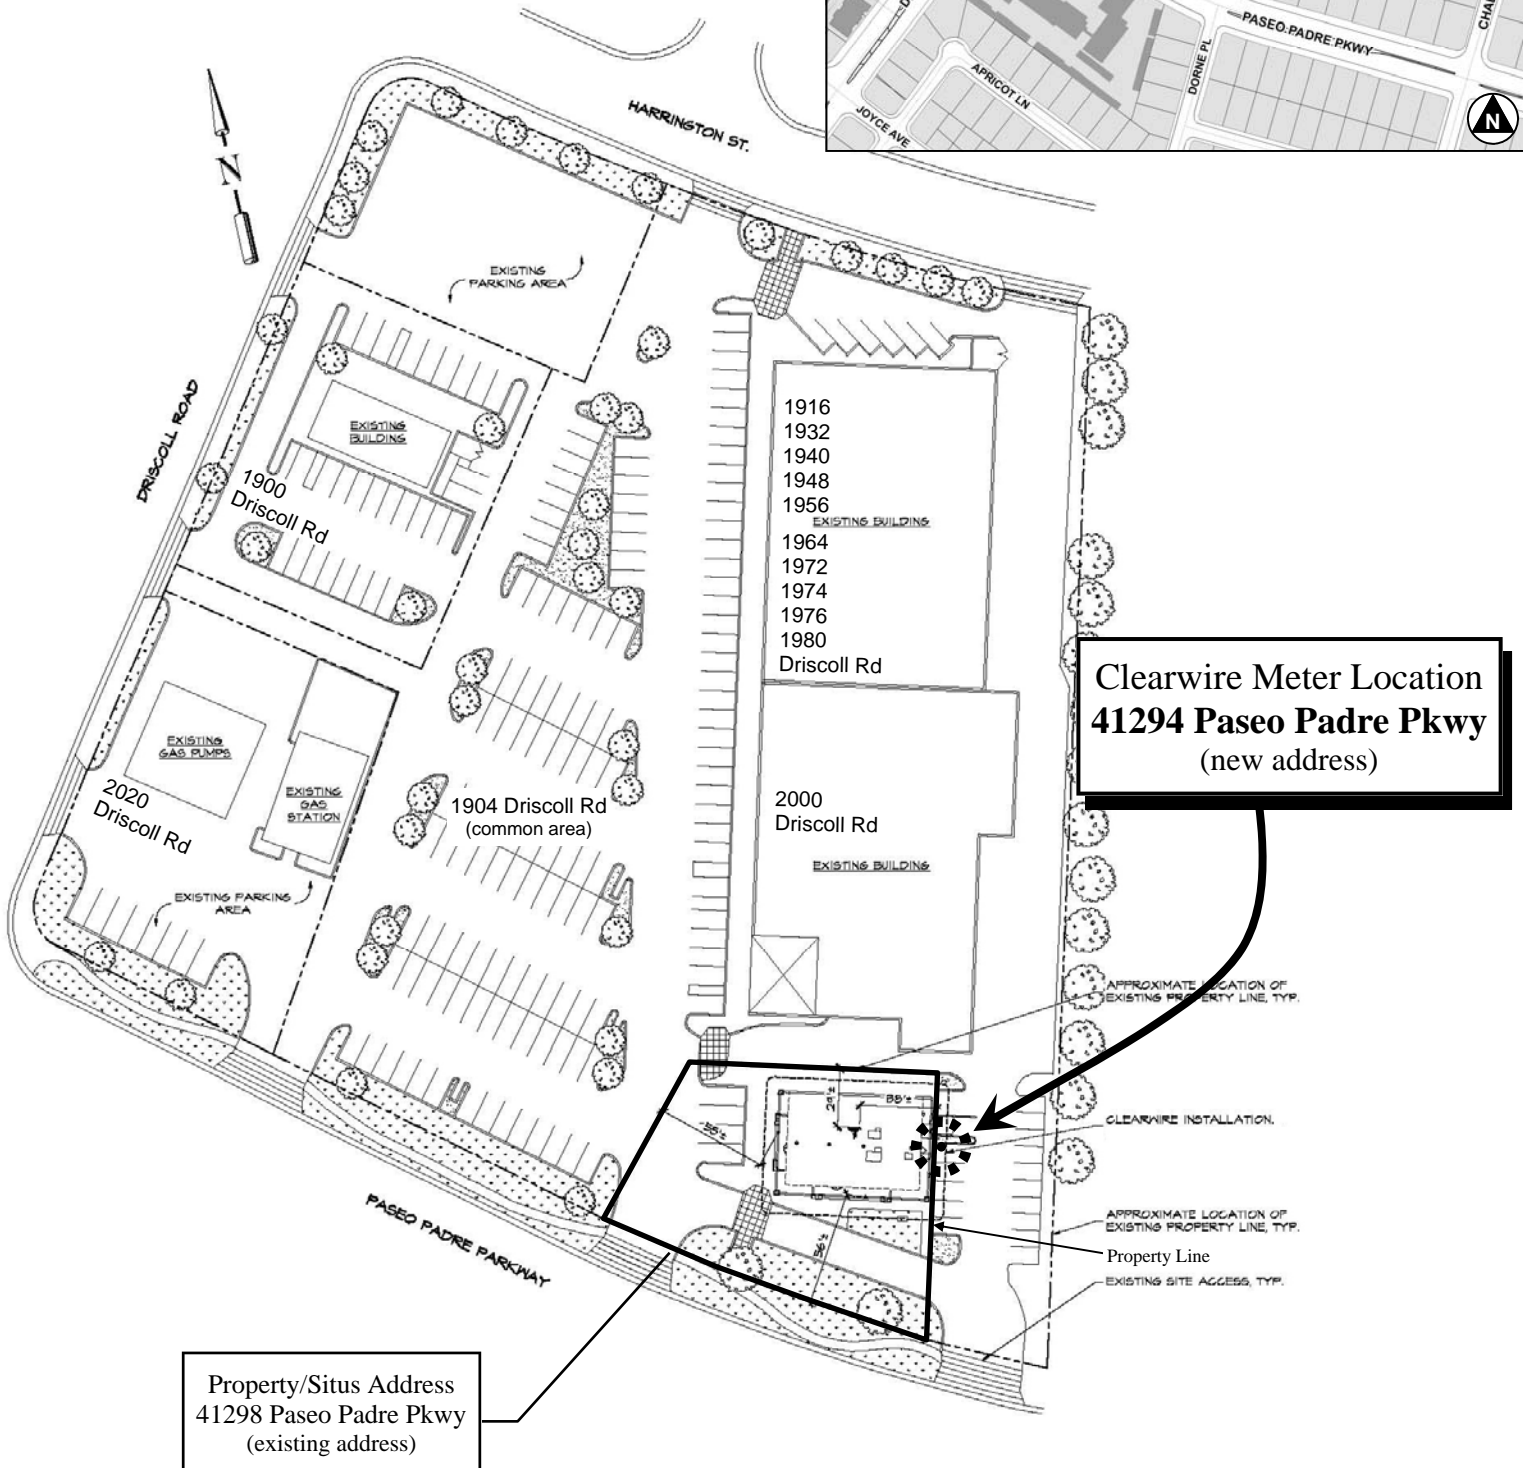 PASEO PADRE PKWY
DORNE PL
APRICOT LN
JOYCE AVE
N
HARRINGTON ST.
N
EXISTING
PARKING AREA
DRISCOLL ROAD
EXISTING
BUILDING
1900
Driscoll Rd
1916
1932
1940
1948
1956
EXISTING BUILDING
1964
1972
1974
1976
1980
Driscoll Rd
Clearwire Meter Location
41294 Paseo Padre Pkwy
(new address)
EXISTING
GAS PUMPS
EXISTING
GAS
STATION
2020
Driscoll Rd
1904 Driscoll Rd
(common area)
2000
Driscoll Rd
EXISTING BUILDING
EXISTING PARKING
AREA
APPROXIMATE LOCATION OF
EXISTING PROPERTY LINE, TYP.
29'±
55'±
CLEARWIRE INSTALLATION.
56'±
APPROXIMATE LOCATION OF
EXISTING PROPERTY LINE, TYP.
Property Line
EXISTING SITE ACCESS, TYP.
PASEO PADRE PARKWAY
Property/Situs Address
41298 Paseo Padre Pkwy
(existing address)